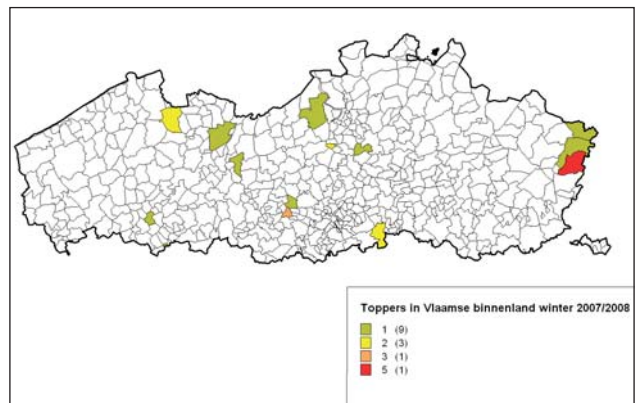 Toppers in Vlaamse binnenland winter 2007/2008
1 (9)
2 (3)
3 (1)
5 (1)